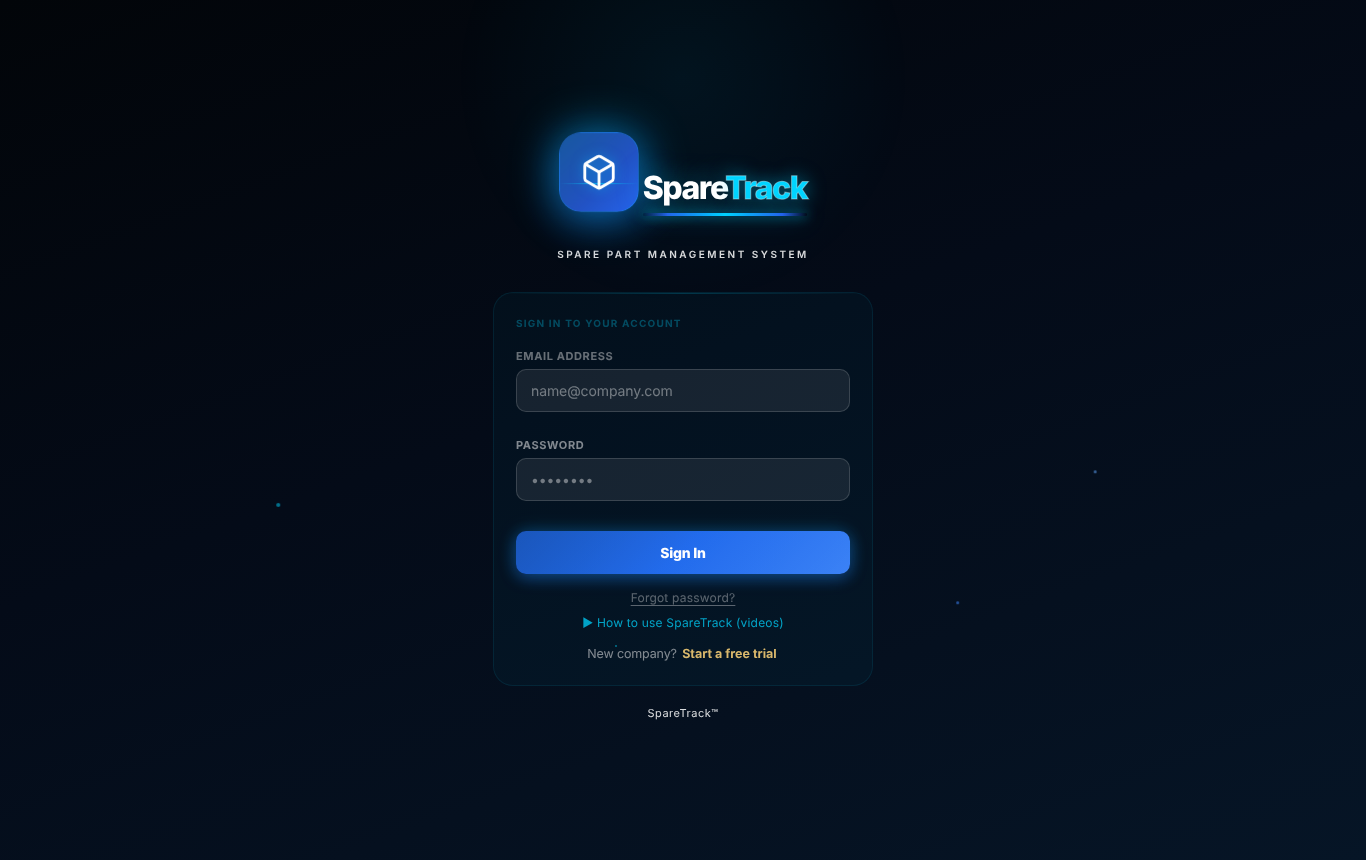 SpareTrack
SPARE PART MANAGEMENT SYSTEM
SIGN IN TO YOUR ACCOUNT
EMAIL ADDRESS
name@company.com
PASSWORD
••••••••
Sign In
Forgot password?
▶ How to use SpareTrack (videos)
New company? Start a free trial
SpareTrack™